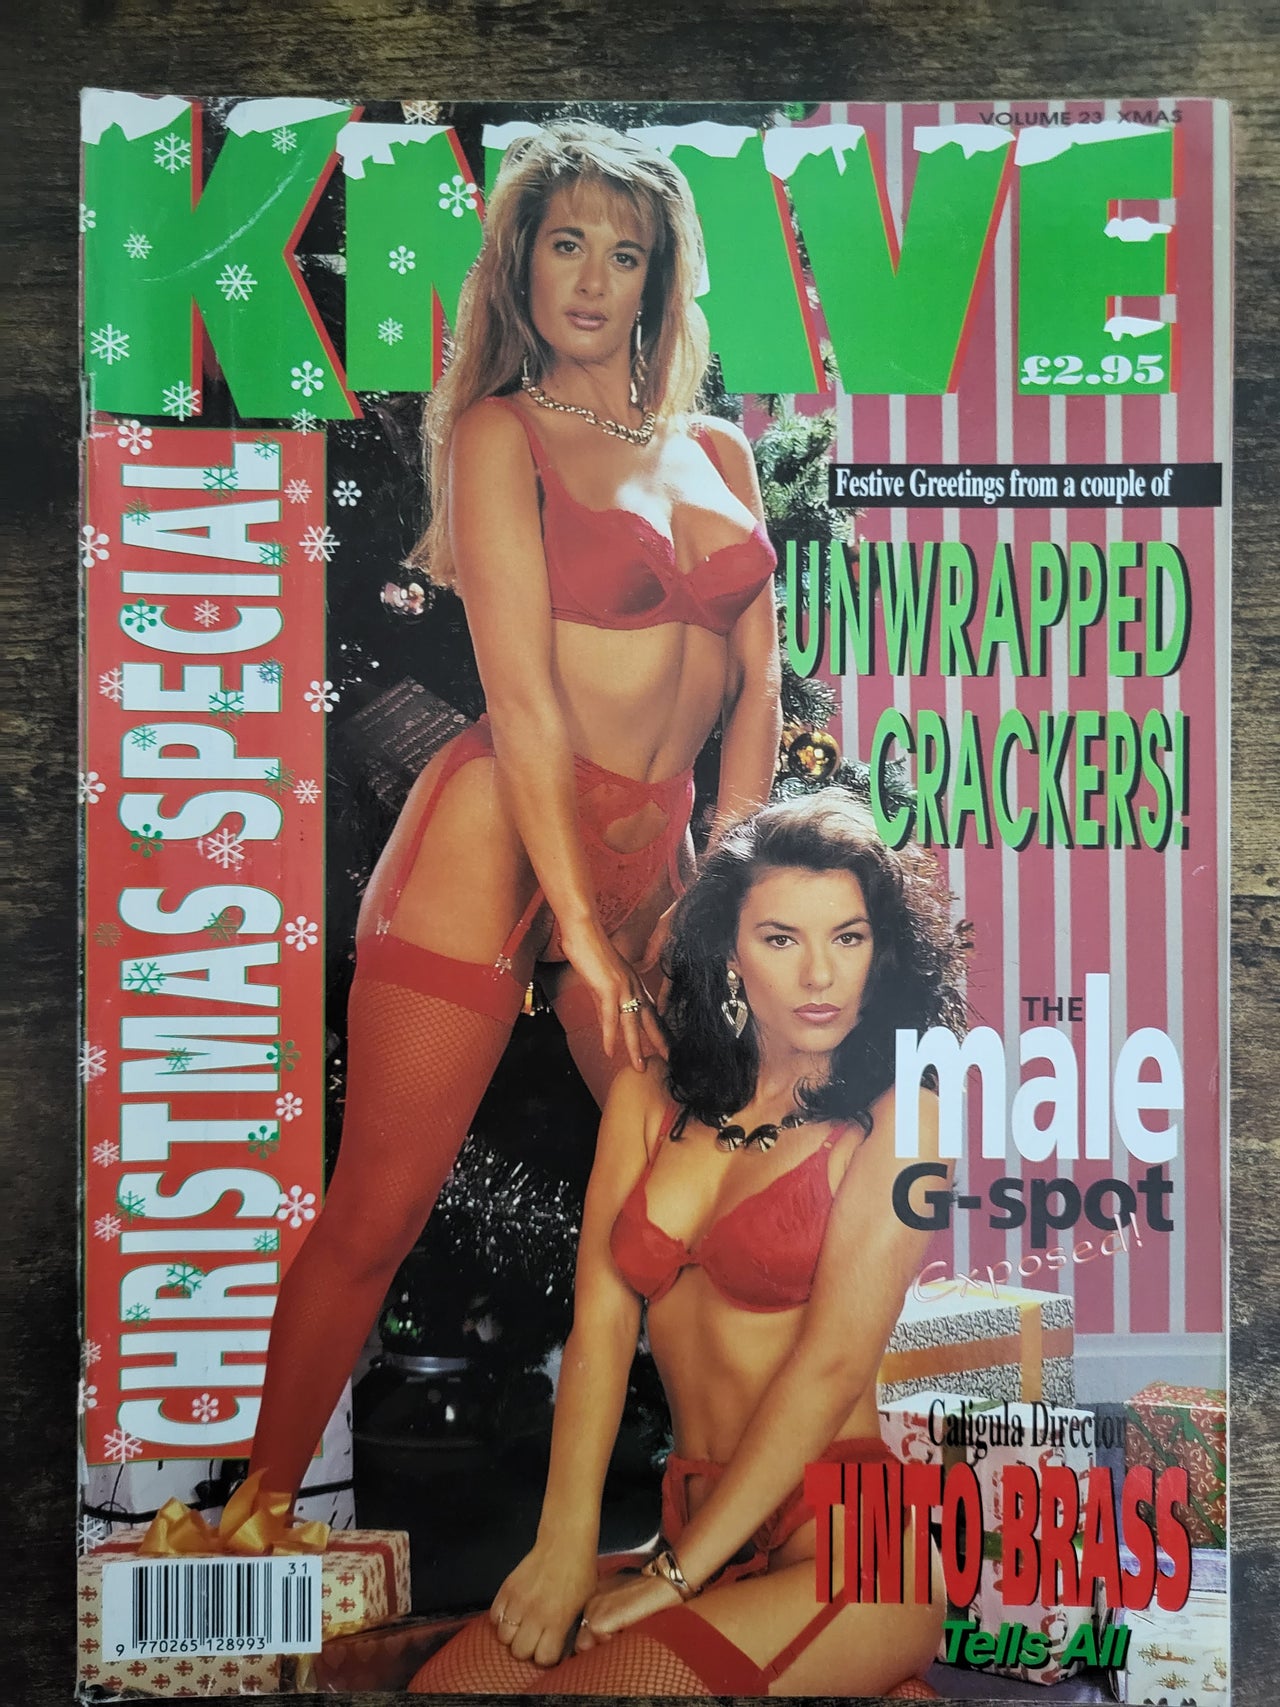 VOLUME 23 XMAS
KNAVE
£2.95
CHRISTMAS SPECIAL
Festive Greetings from a couple of
UNWRAPPED
CRACKERS!
THE
male
G-spot
Exposed!
Caligula Director
TINTO BRASS
Tells All
31
9 770265 128993